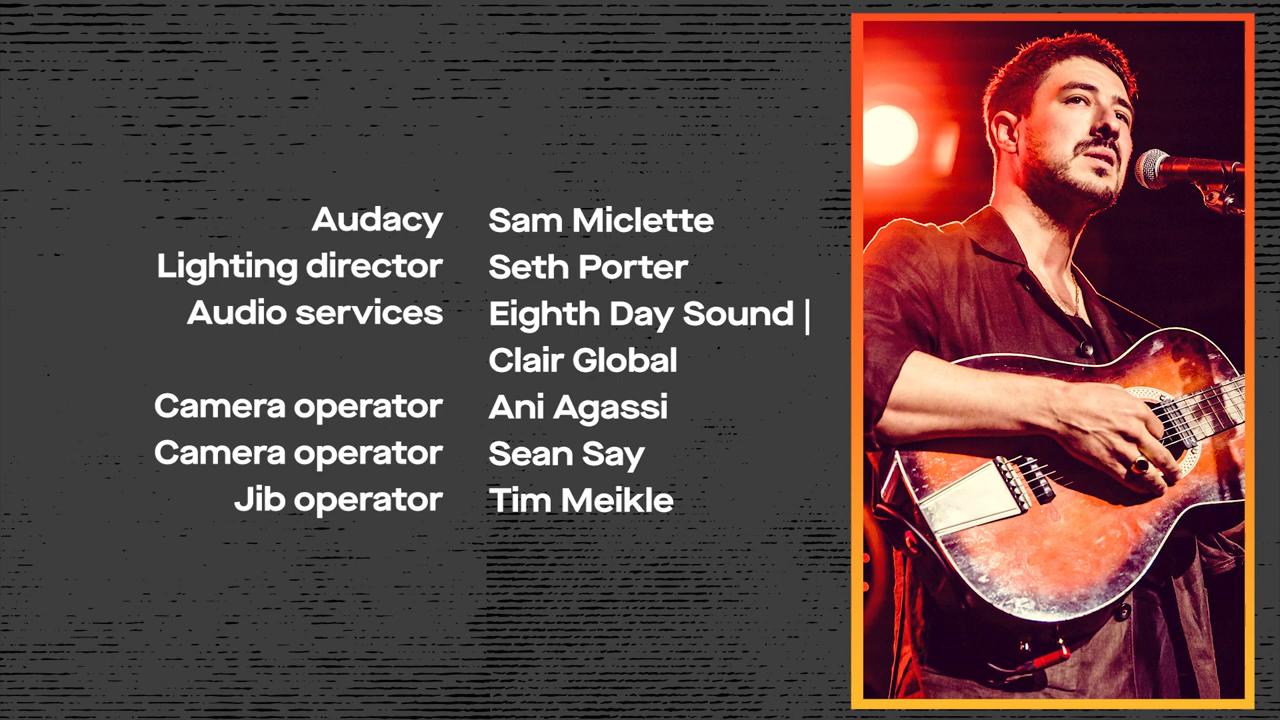 Audacy Sam Miclette
Lighting director Seth Porter
Audio services Eighth Day Sound |
Clair Global
Camera operator Ani Agassi
Camera operator Sean Say
Jib operator Tim Meikle